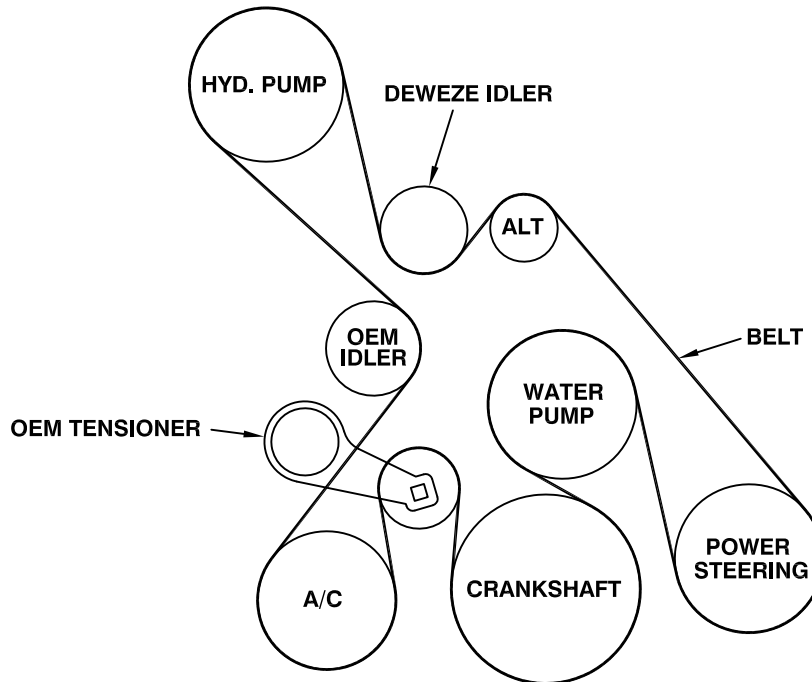 HYD. PUMP
DEWEZE IDLER
ALT
OEM
IDLER
BELT
WATER
PUMP
OEM TENSIONER
POWER
STEERING
A/C
CRANKSHAFT